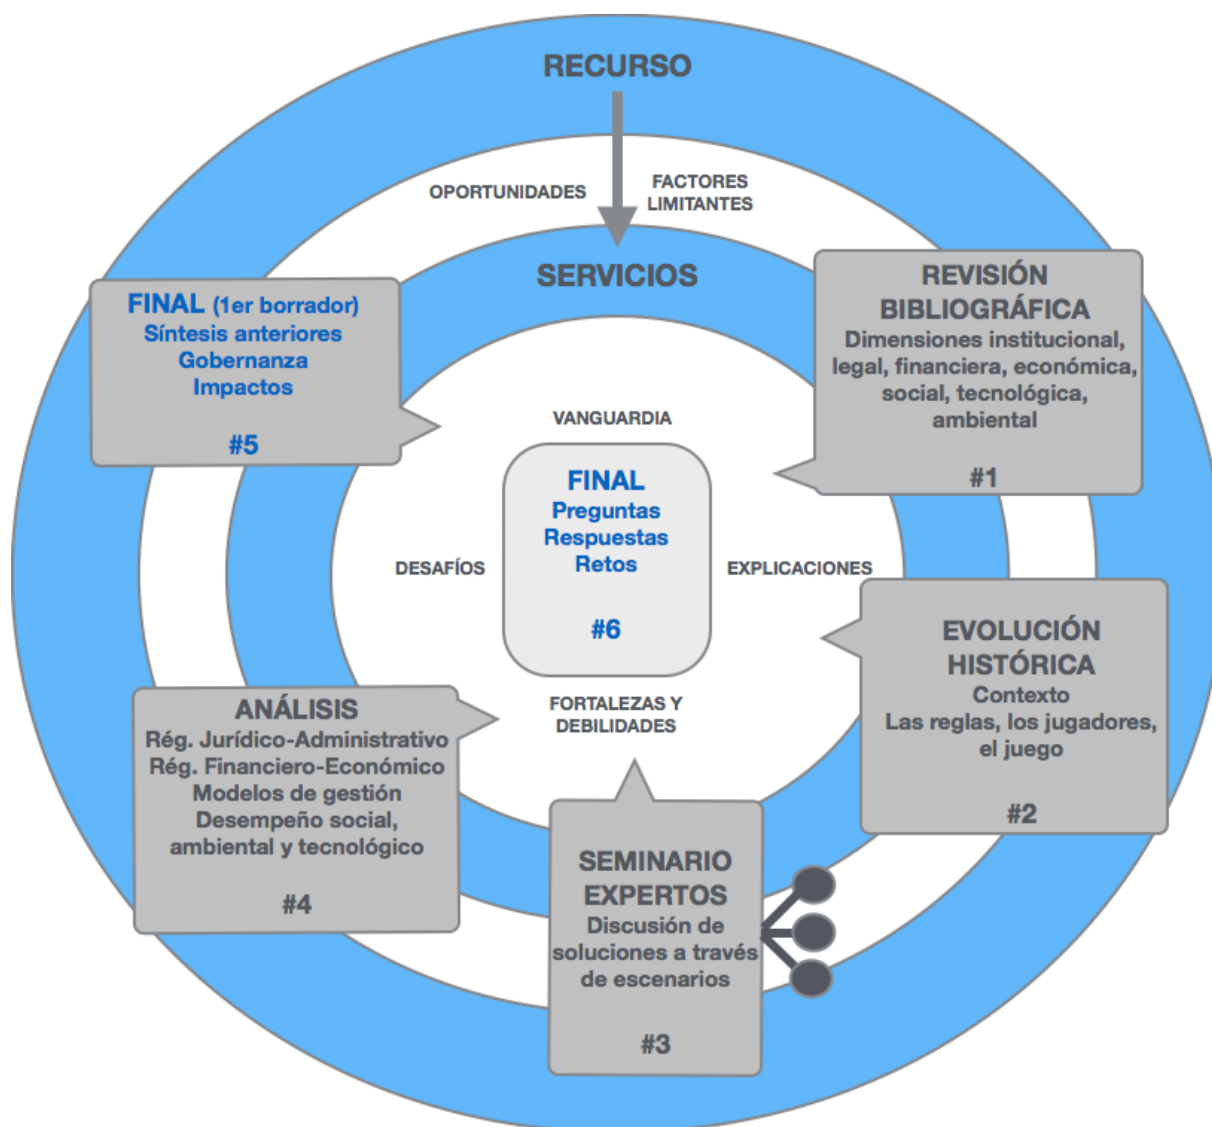 RECURSO
OPORTUNIDADES
FACTORES
LIMITANTES
SERVICIOS
REVISIÓN
BIBLIOGRÁFICA
Dimensiones institucional,
legal, financiera, económica,
social, tecnológica,
ambiental
#1
FINAL (1er borrador)
Síntesis anteriores
Gobernanza
Impactos
#5
VANGUARDIA
FINAL
Preguntas
Respuestas
Retos
#6
DESAFÍOS
EXPLICACIONES
EVOLUCIÓN
HISTÓRICA
Contexto
Las reglas, los jugadores,
el juego
#2
FORTALEZAS Y
DEBILIDADES
ANÁLISIS
Rég. Jurídico-Administrativo
Rég. Financiero-Económico
Modelos de gestión
Desempeño social,
ambiental y tecnológico
#4
SEMINARIO
EXPERTOS
Discusión de
soluciones a través
de escenarios
#3